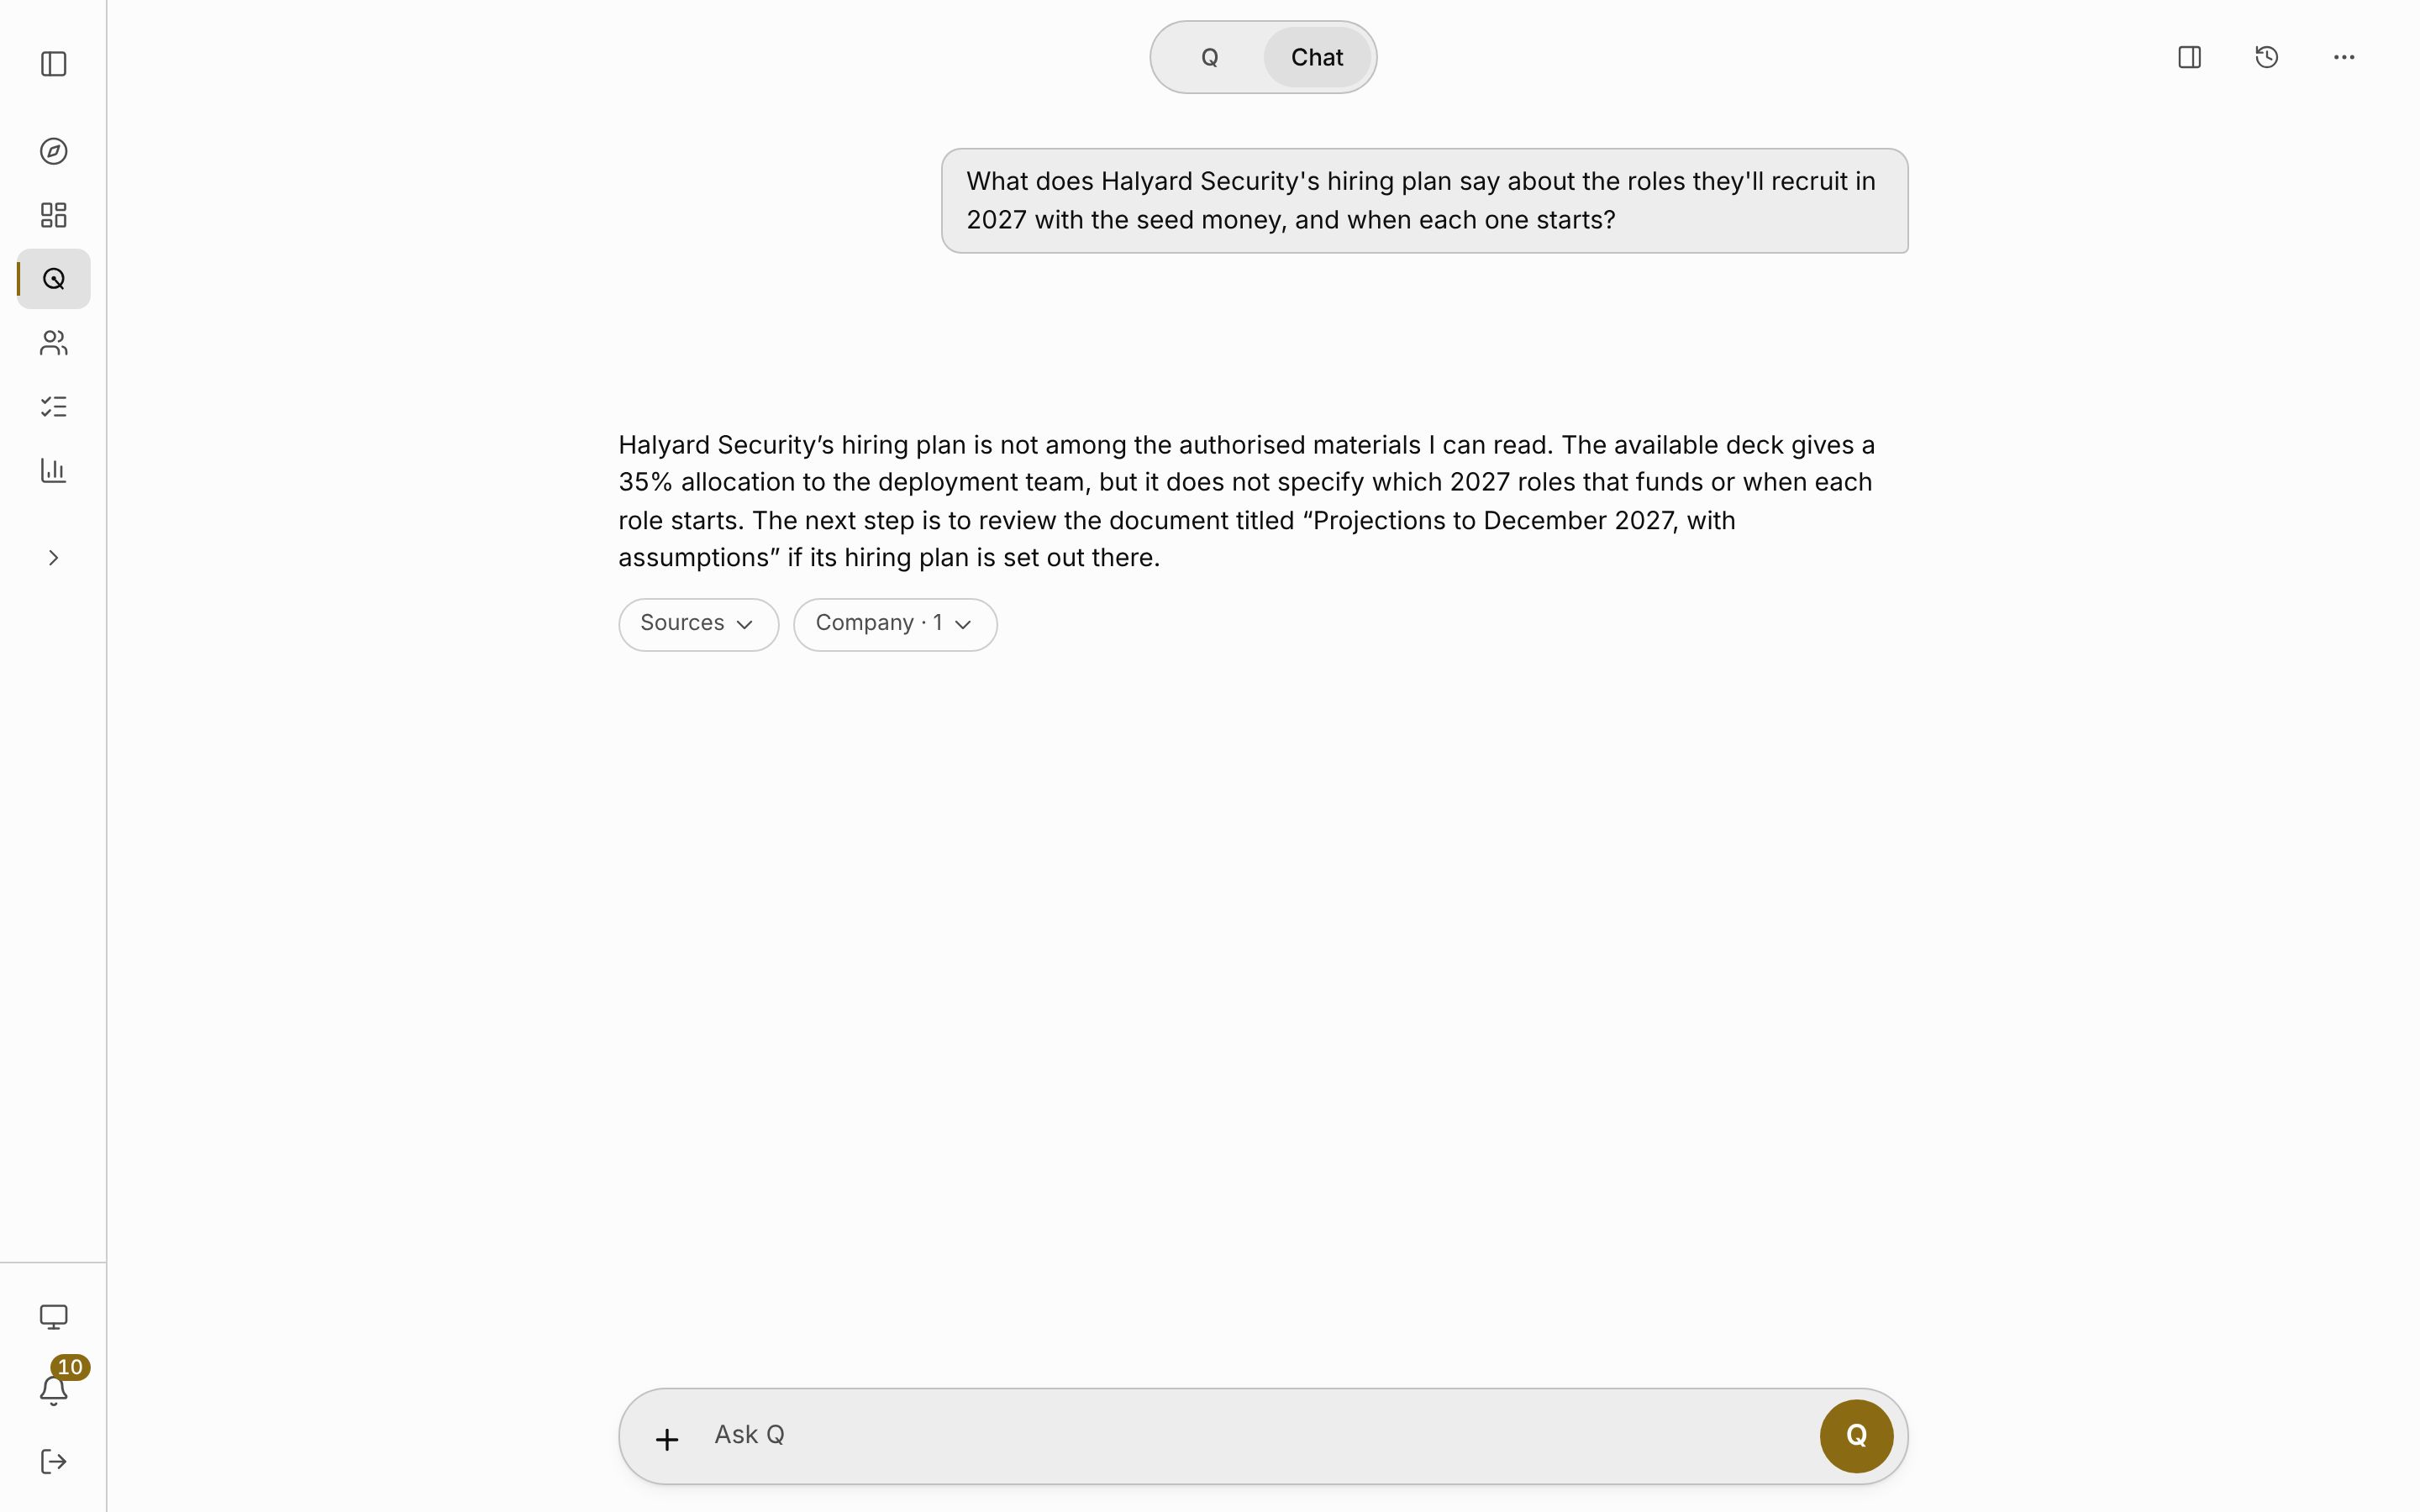 Q
Chat
What does Halyard Security's hiring plan say about the roles they'll recruit in
2027 with the seed money, and when each one starts?
Halyard Security’s hiring plan is not among the authorised materials I can read. The available deck gives a
35% allocation to the deployment team, but it does not specify which 2027 roles that funds or when each
role starts. The next step is to review the document titled “Projections to December 2027, with
assumptions” if its hiring plan is set out there.
Sources
Company · 1
10
Ask Q
Q